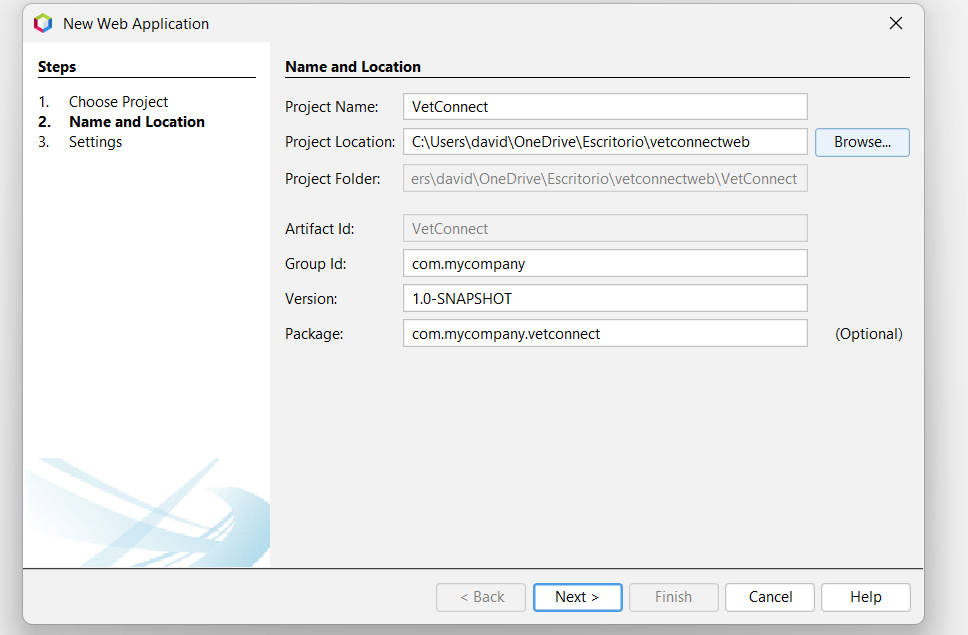 New Web Application
Steps
1. Choose Project
2. Name and Location
3. Settings
Name and Location
Project Name: VetConnect
Project Location: C:\Users\david\OneDrive\Escritorio\vetconnectweb Browse...
Project Folder: ers\david\OneDrive\Escritorio\vetconnectweb\VetConnect
Artifact Id: VetConnect
Group Id: com.mycompany
Version: 1.0-SNAPSHOT
Package: com.mycompany.vetconnect (Optional)
< Back Next > Finish Cancel Help